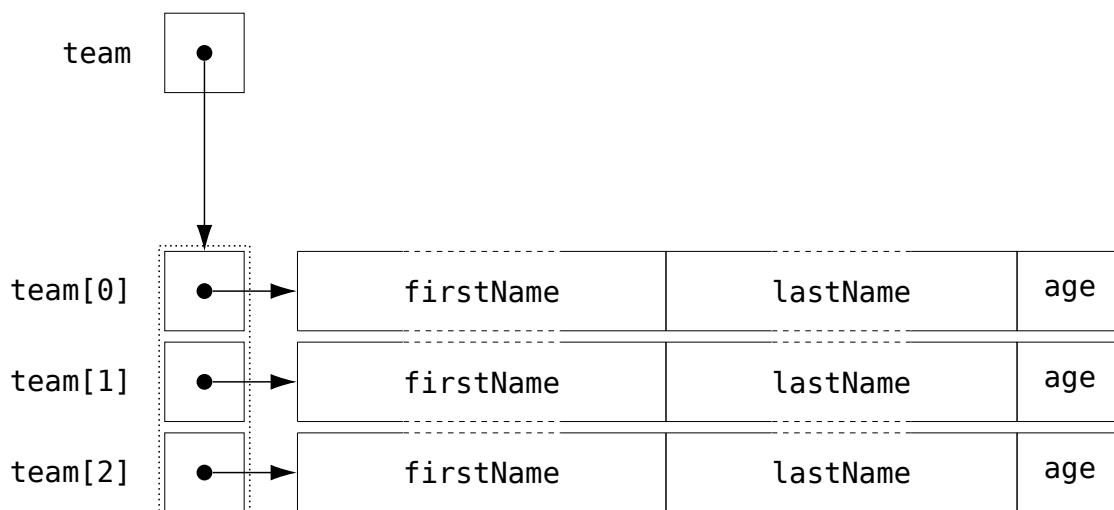 team
team[0] firstName lastName age
team[1] firstName lastName age
team[2] firstName lastName age